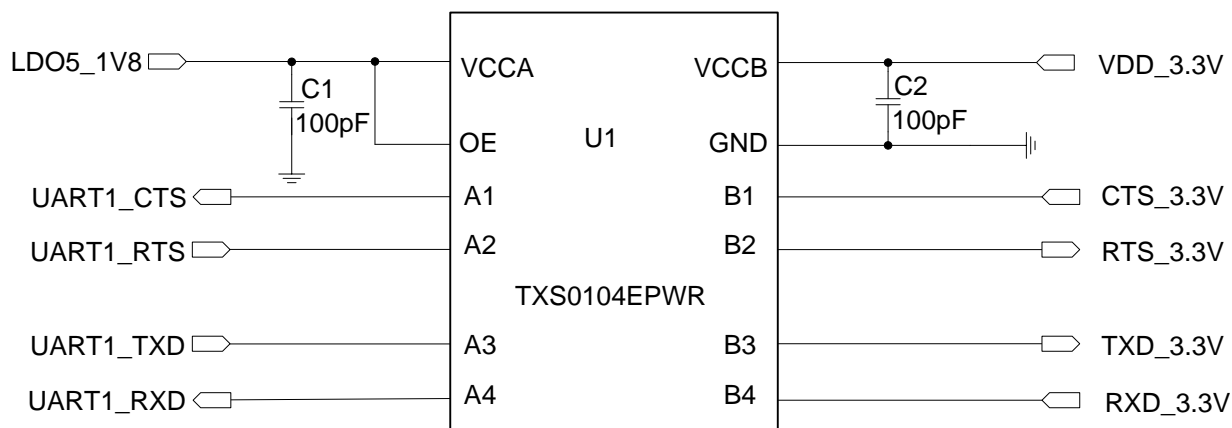 LDO5_1V8
VCCA
VCCB
VDD_3.3V
C1
100pF
C2
100pF
OE
U1
GND
UART1_CTS
A1
B1
CTS_3.3V
UART1_RTS
A2
B2
RTS_3.3V
TXS0104EPWR
UART1_TXD
A3
B3
TXD_3.3V
UART1_RXD
A4
B4
RXD_3.3V